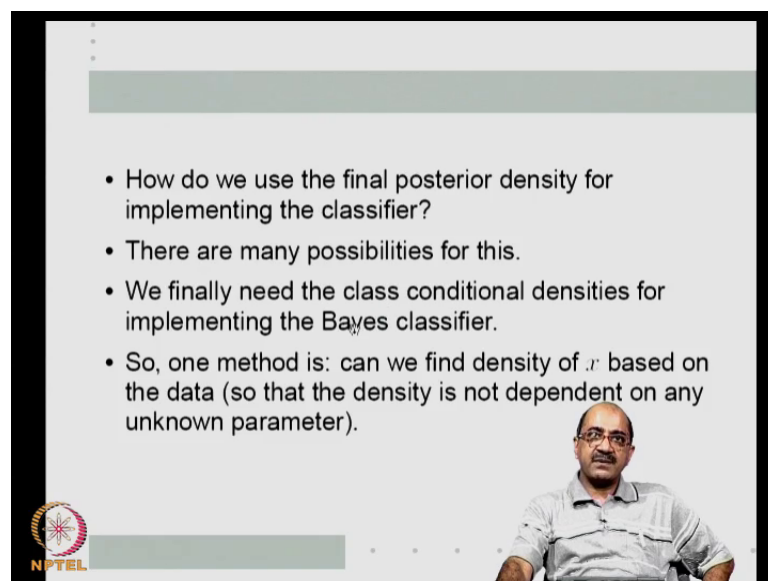 • How do we use the final posterior density for
implementing the classifier?
• There are many possibilities for this.
• We finally need the class conditional densities for
implementing the Bayes classifier.
• So, one method is: can we find density of x based on
the data (so that the density is not dependent on any
unknown parameter).
NPTEL